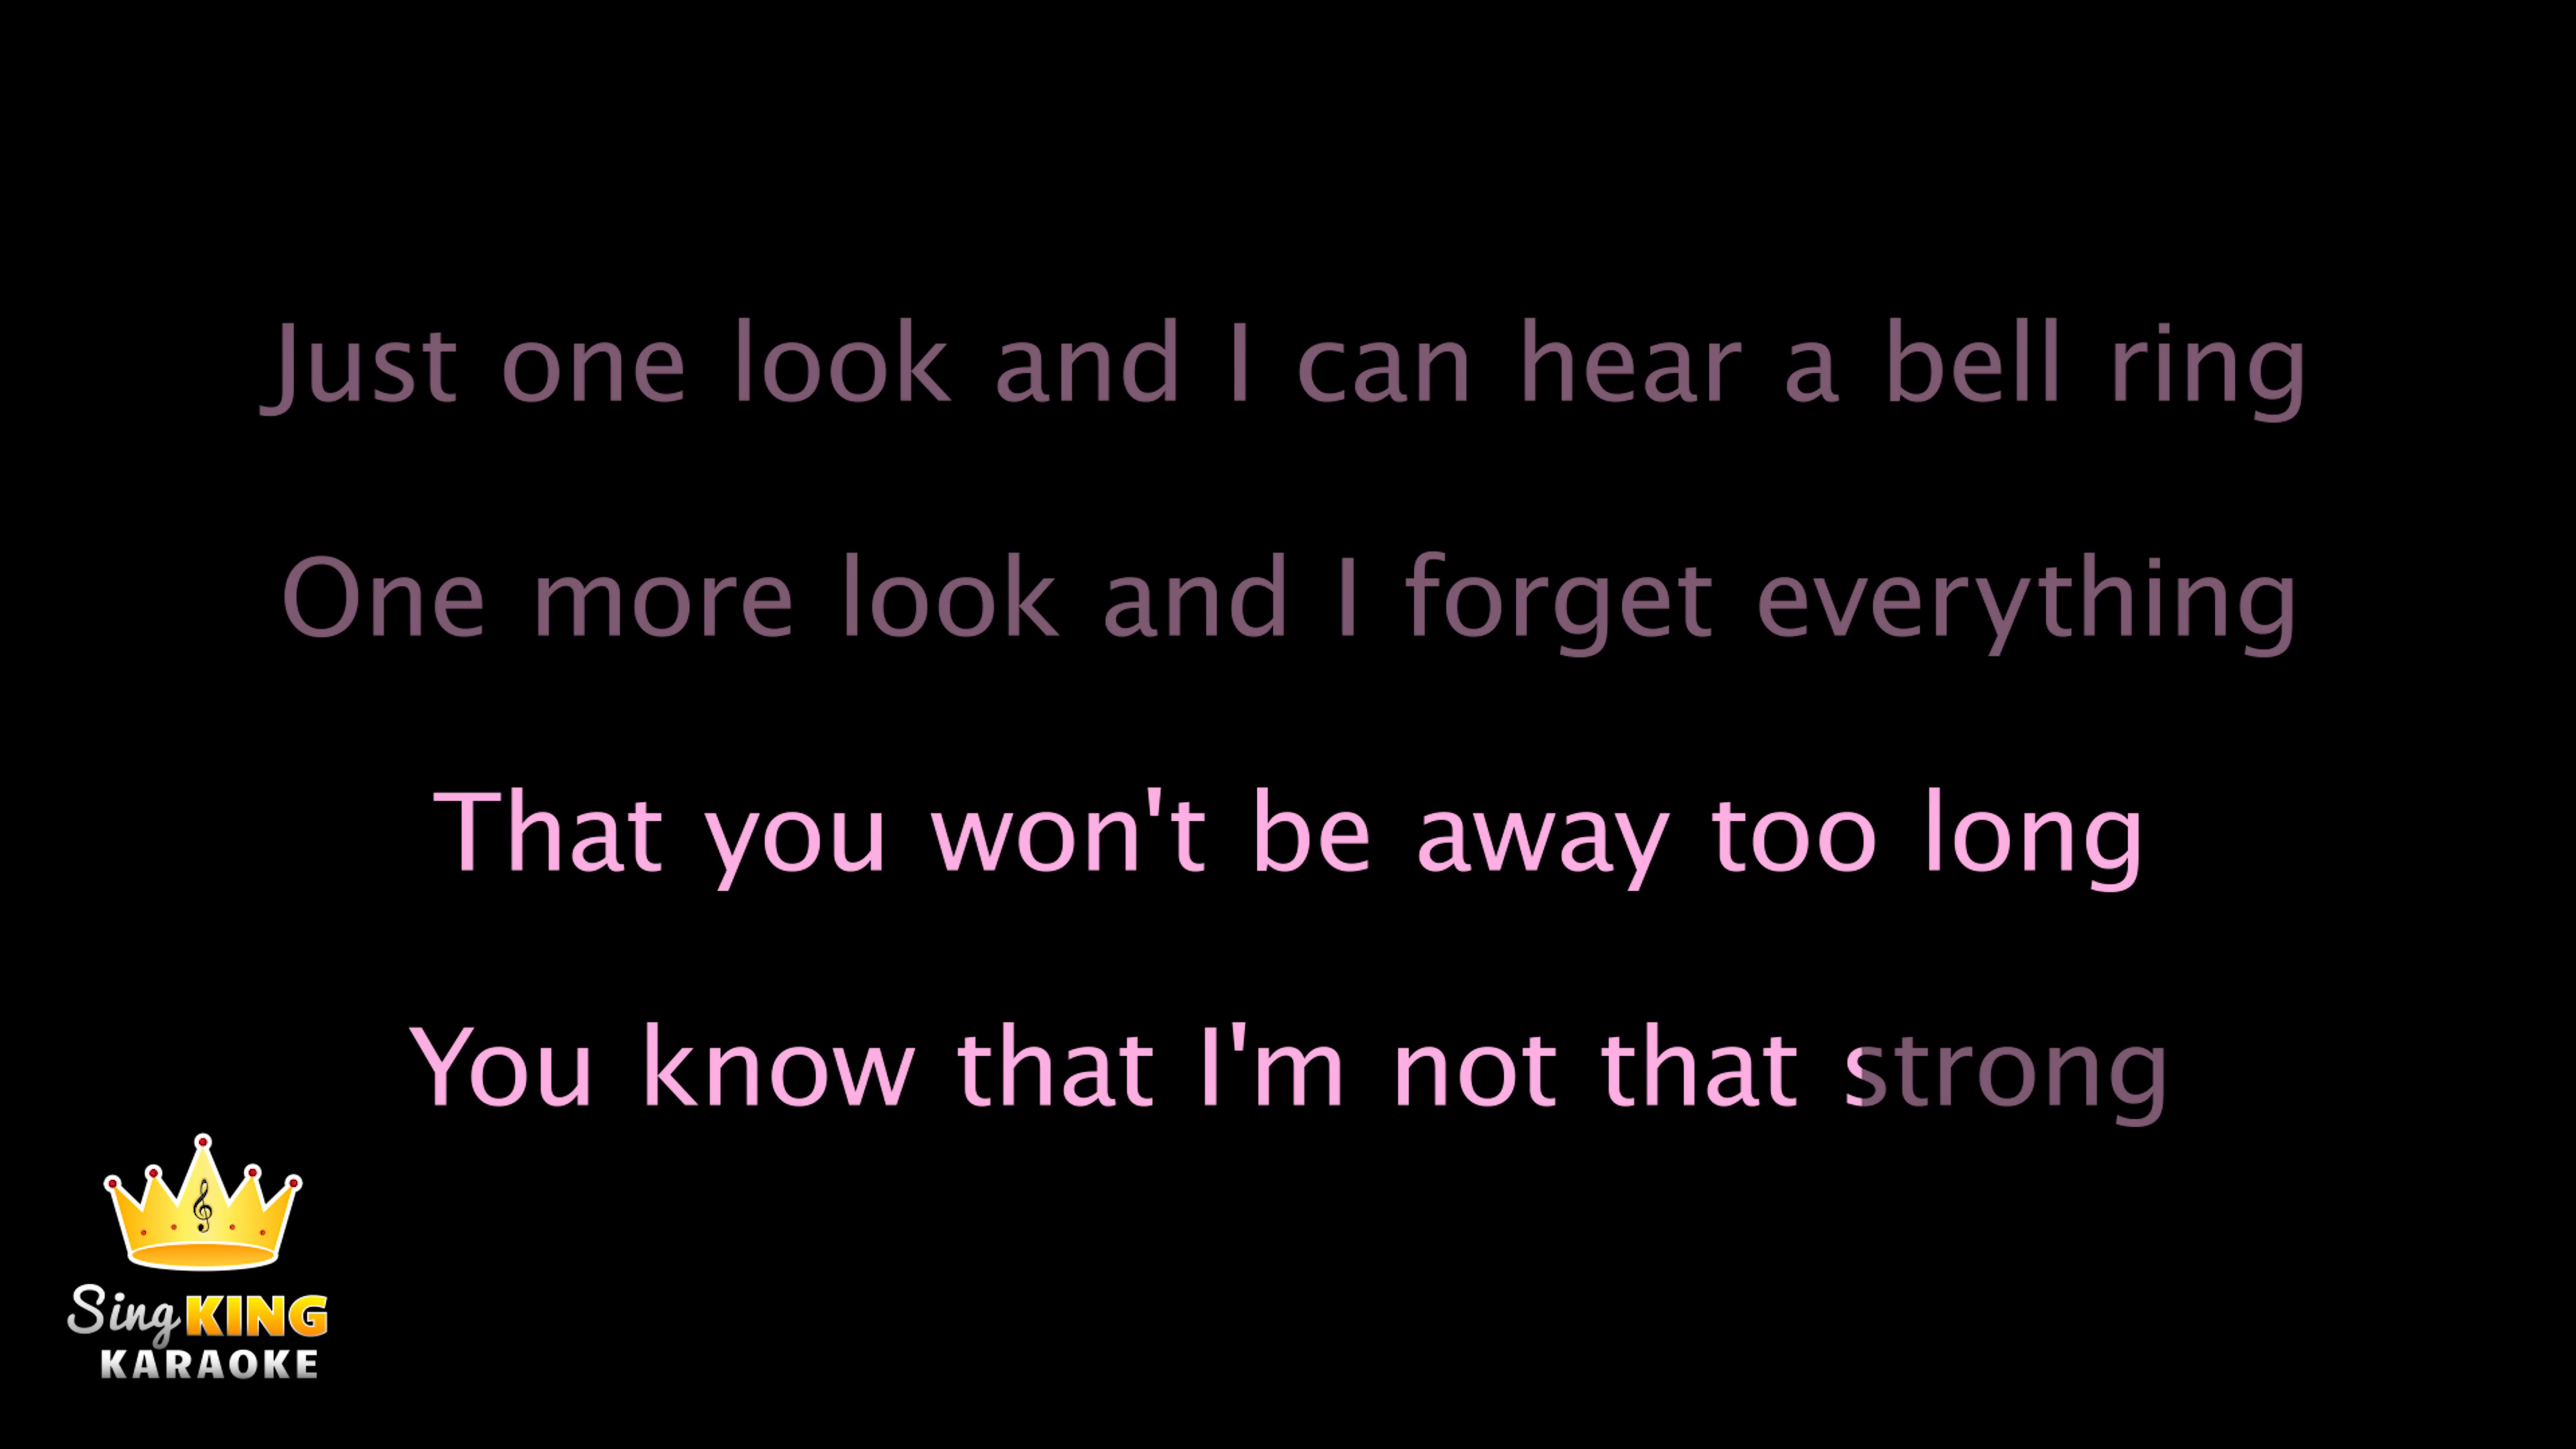 Just one look and I can hear a bell ring
One more look and I forget everything
That you won't be away too long
You know that I'm not that strong
Sing KING
KARAOKE